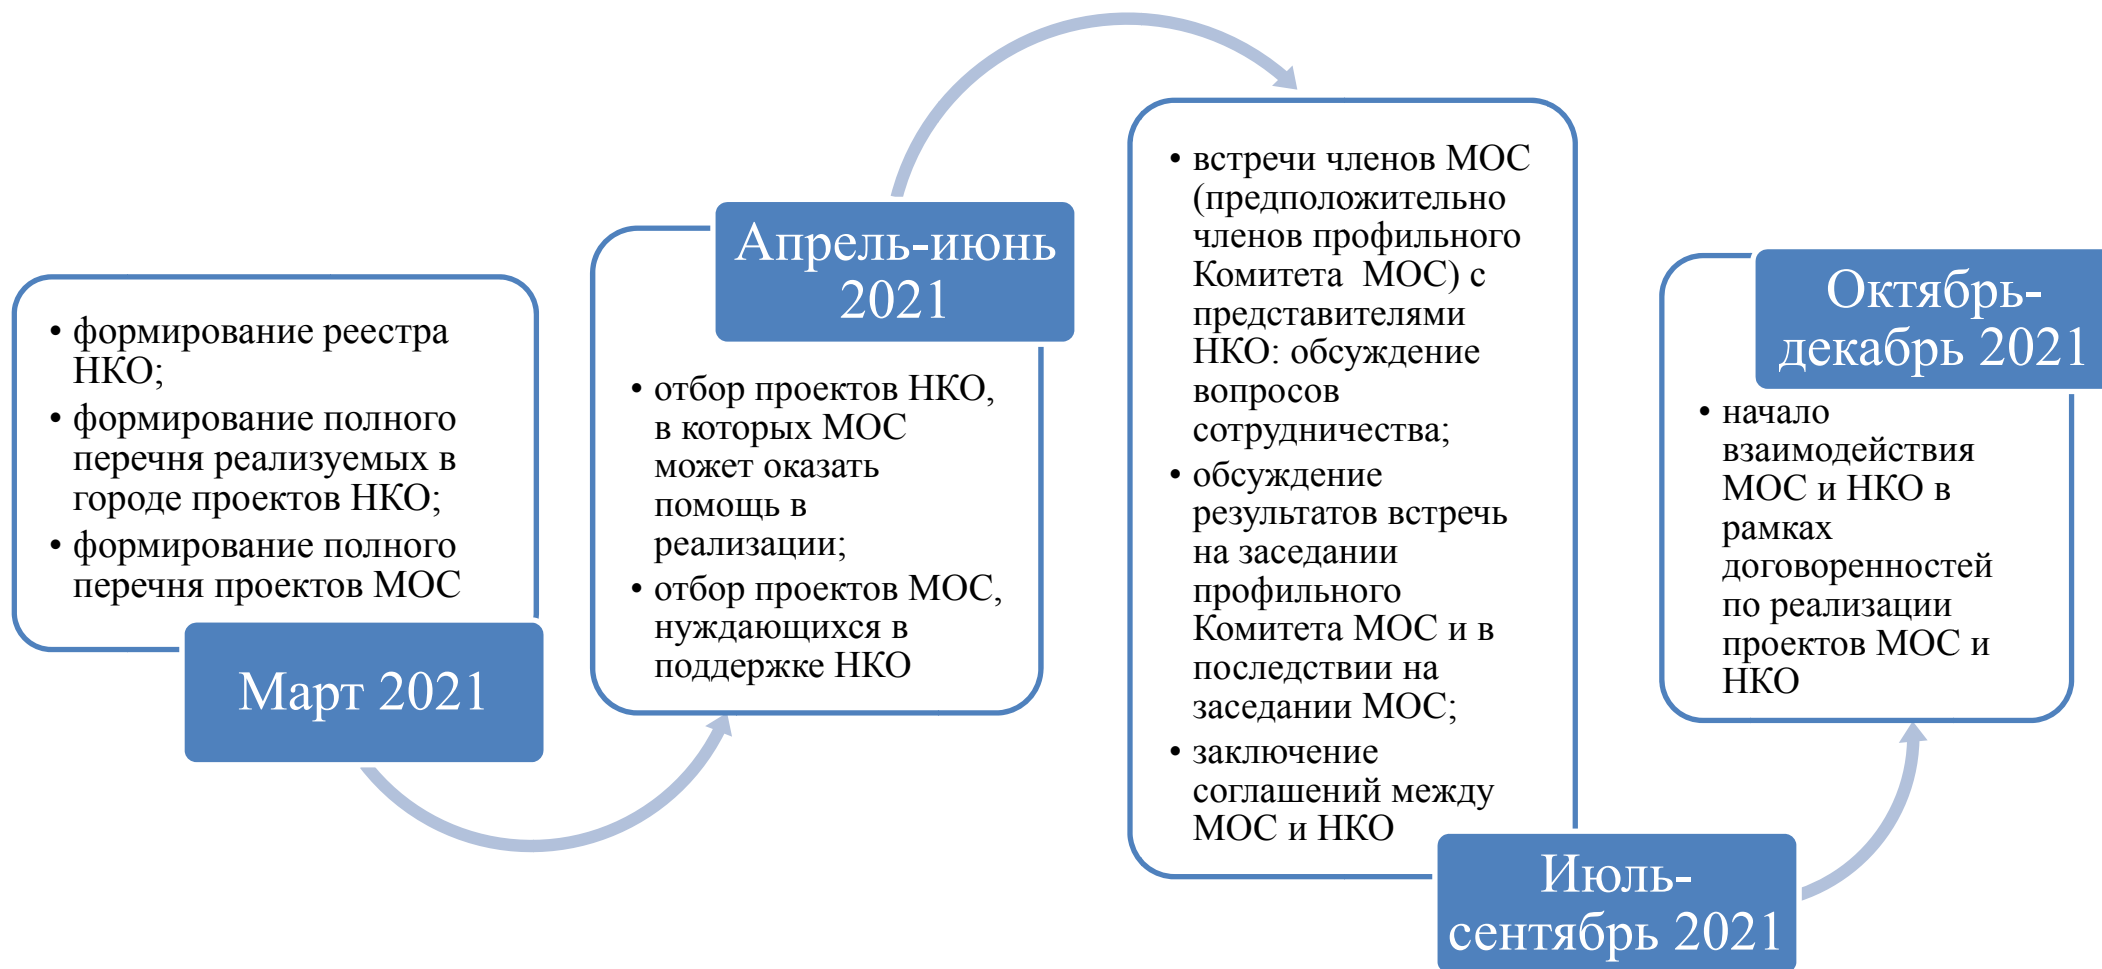 • формирование реестра
НКО;
• формирование полного
перечня реализуемых в
городе проектов НКО;
• формирование полного
перечня проектов МОС
Март 2021
Апрель-июнь
2021
• отбор проектов НКО,
в которых МОС
может оказать
помощь в
реализации;
• отбор проектов МОС,
нуждающихся в
поддержке НКО
• встречи членов МОС
(предположительно
членов профильного
Комитета МОС) с
представителями
НКО: обсуждение
вопросов
сотрудничества;
• обсуждение
результатов встречь
на заседании
профильного
Комитета МОС и в
последствии на
заседании МОС;
• заключение
соглашений между
МОС и НКО
Июль-
сентябрь 2021
Октябрь-
декабрь 2021
• начало
взаимодействия
МОС и НКО в
рамках
договоренностей
по реализации
проектов МОС и
НКО